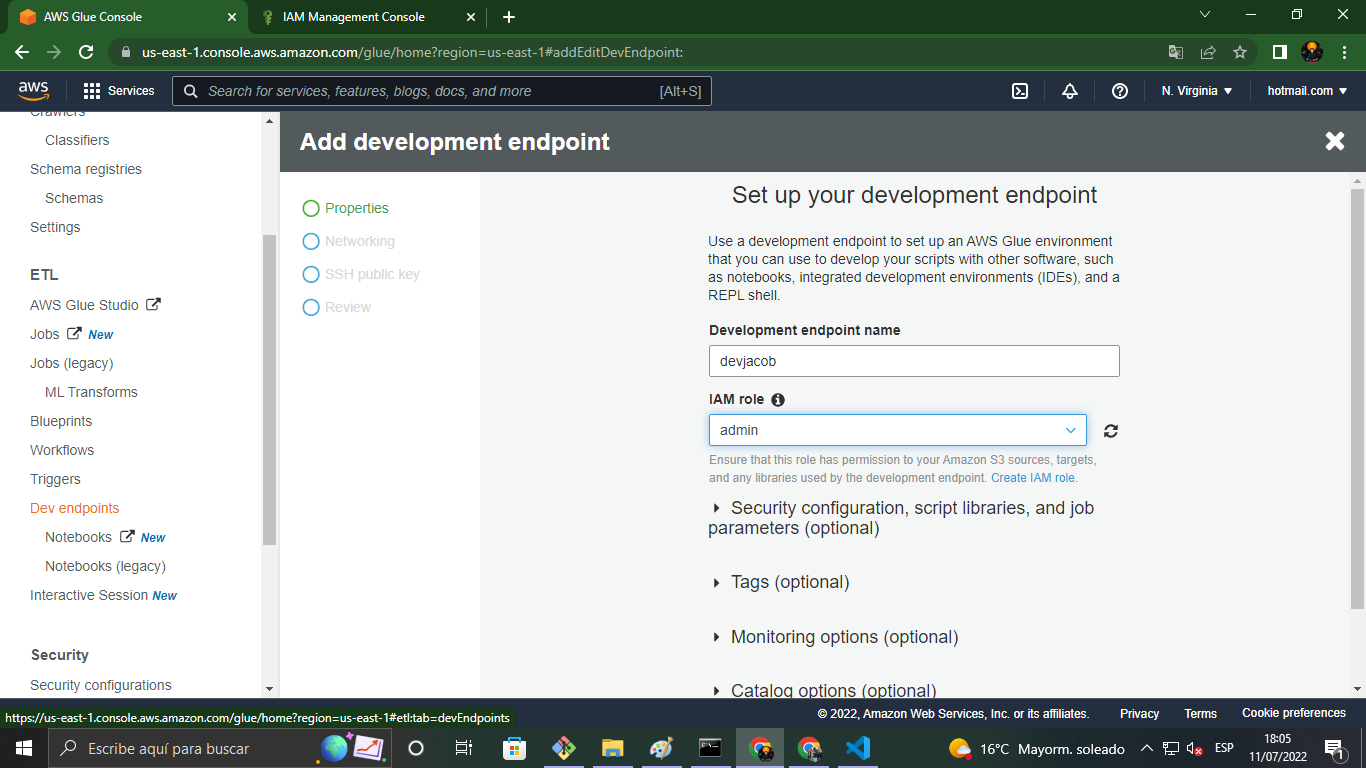 AWS Glue Console
IAM Management Console
us-east-1.console.aws.amazon.com/glue/home?region=us-east-1#addEditDevEndpoint:
aws
Services
Search for services, features, blogs, docs, and more
[Alt+S]
N. Virginia
hotmail.com
Crawlers
Classifiers
Schema registries
Schemas
Settings
ETL
AWS Glue Studio
Jobs New
Jobs (legacy)
ML Transforms
Blueprints
Workflows
Triggers
Dev endpoints
Notebooks New
Notebooks (legacy)
Interactive Session New
Security
Security configurations
Add development endpoint
Properties
Networking
SSH public key
Review
Set up your development endpoint
Use a development endpoint to set up an AWS Glue environment
that you can use to develop your scripts with other software, such
as notebooks, integrated development environments (IDEs), and a
REPL shell.
Development endpoint name
devjacob
IAM role
admin
Ensure that this role has permission to your Amazon S3 sources, targets,
and any libraries used by the development endpoint. Create IAM role.
Security configuration, script libraries, and job
parameters (optional)
Tags (optional)
Monitoring options (optional)
Catalog options (optional)
https://us-east-1.console.aws.amazon.com/glue/home?region=us-east-1#etl:tab=devEndpoints
© 2022, Amazon Web Services, Inc. or its affiliates.
Privacy
Terms
Cookie preferences
Escribe aquí para buscar
16°C Mayorm. soleado
ESP
18:05
11/07/2022
1